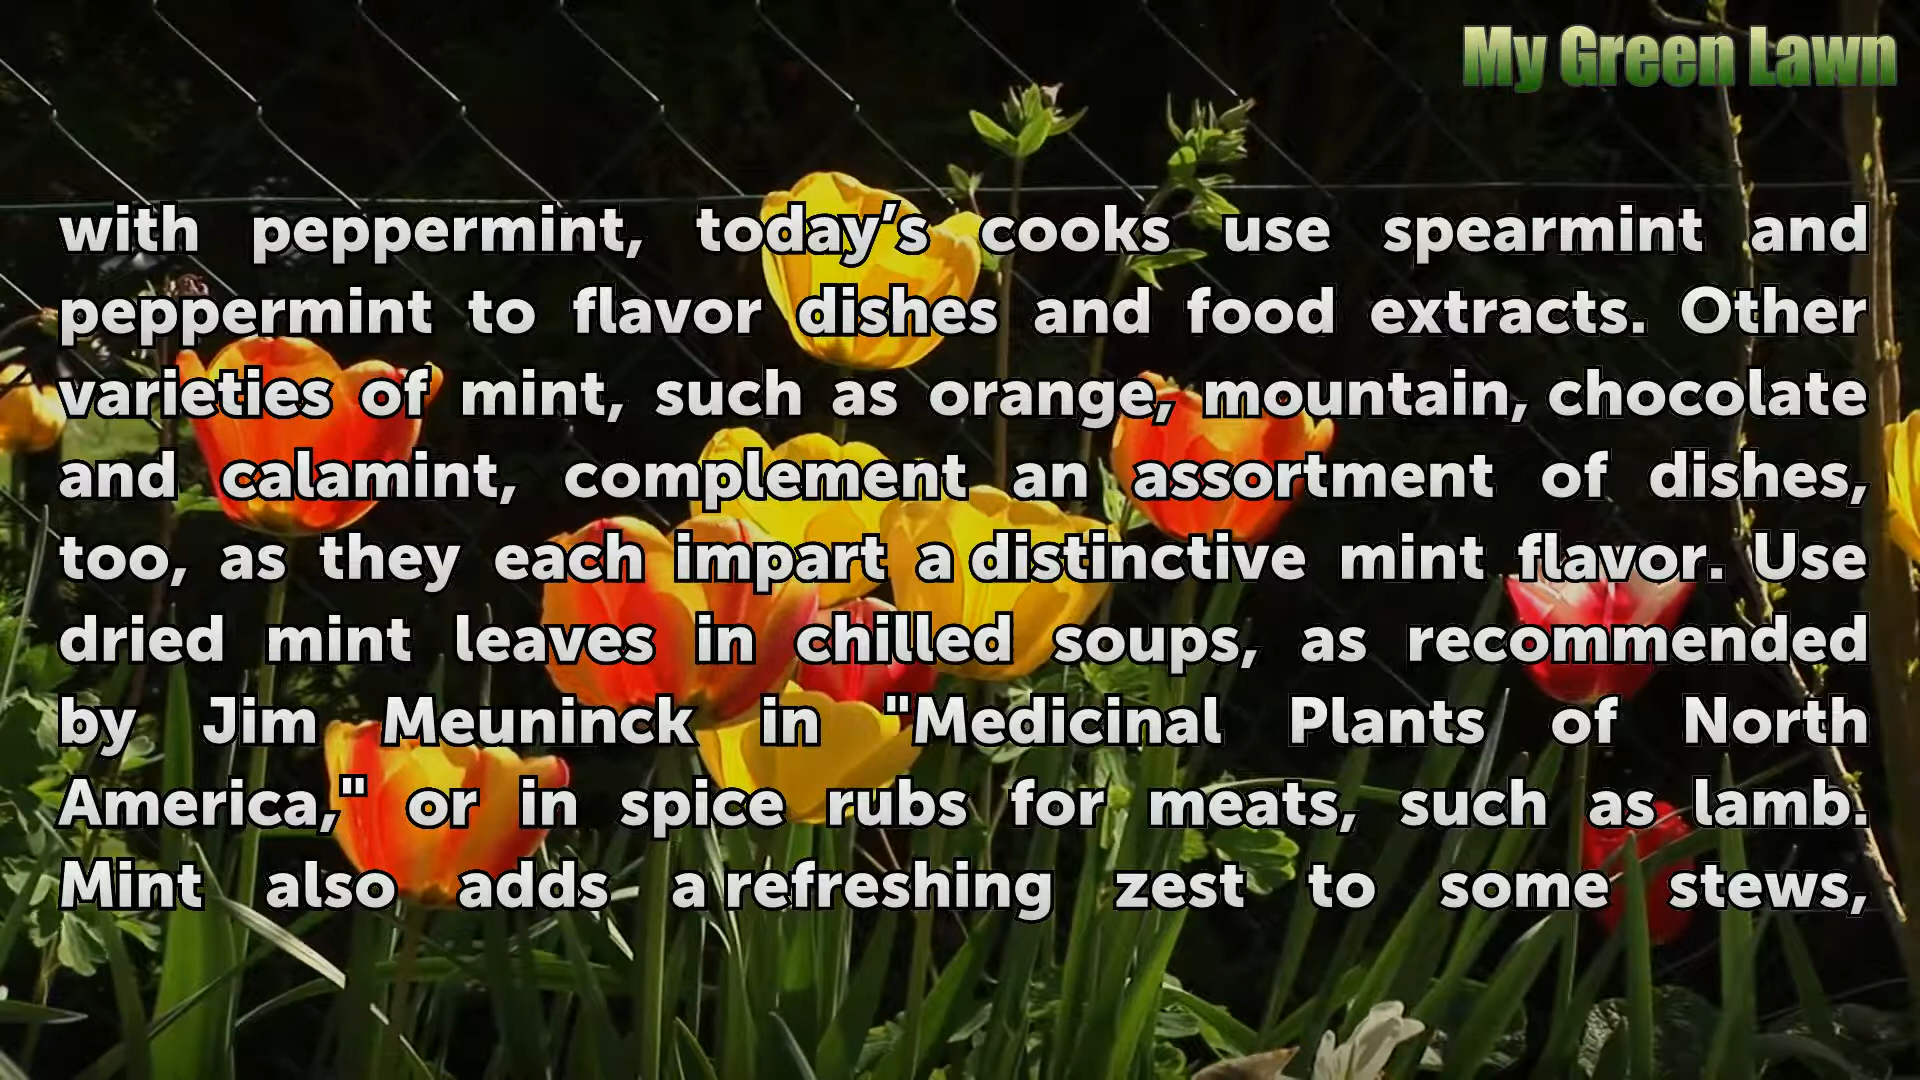 My Green Lawn
with peppermint, today’s cooks use spearmint and
peppermint to flavor dishes and food extracts. Other
varieties of mint, such as orange, mountain, chocolate
and calamint, complement an assortment of dishes,
too, as they each impart a distinctive mint flavor. Use
dried mint leaves in chilled soups, as recommended
by Jim Meuninck in "Medicinal Plants of North
America," or in spice rubs for meats, such as lamb.
Mint also adds a refreshing zest to some stews,